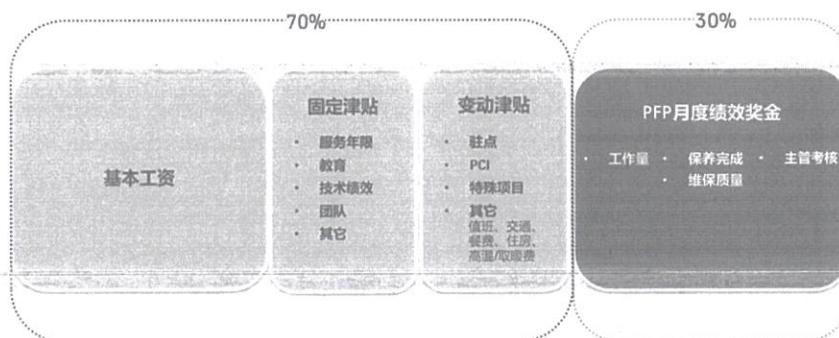 70%
30%
基本工资
固定津贴
• 服务年限
• 教育
• 技术绩效
• 团队
• 其它
变动津贴
• 驻点
• PCI
• 特殊项目
• 其它
值班、交通、
餐费、住房、
高温/取暖费
PFP月度绩效奖金
• 工作量 • 保养完成 • 主管考核
• 维保质量